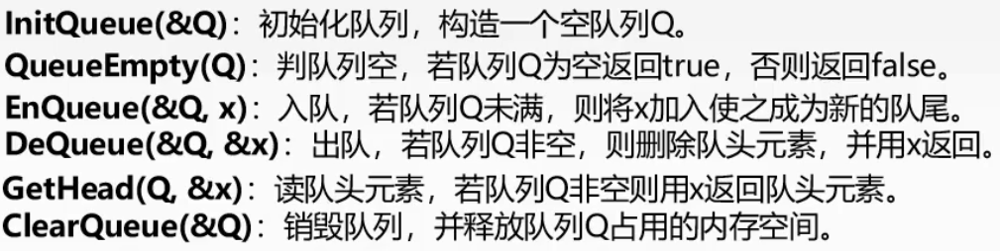 InitQueue(&Q)：初始化队列，构造一个空队列Q。
QueueEmpty(Q)：判队列空，若队列Q为空返回true，否则返回false。
EnQueue(&Q, x)：入队，若队列Q未满，则将x加入使之成为新的队尾。
DeQueue(&Q, &x)：出队，若队列Q非空，则删除队头元素，并用x返回。
GetHead(Q, &x)：读队头元素，若队列Q非空则用x返回队头元素。
ClearQueue(&Q)：销毁队列，并释放队列Q占用的内存空间。